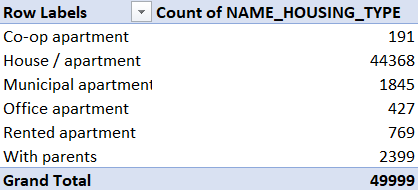 Row Labels Count of NAME_HOUSING_TYPE
Co-op apartment 191
House / apartment 44368
Municipal apartment 1845
Office apartment 427
Rented apartment 769
With parents 2399
Grand Total 49999